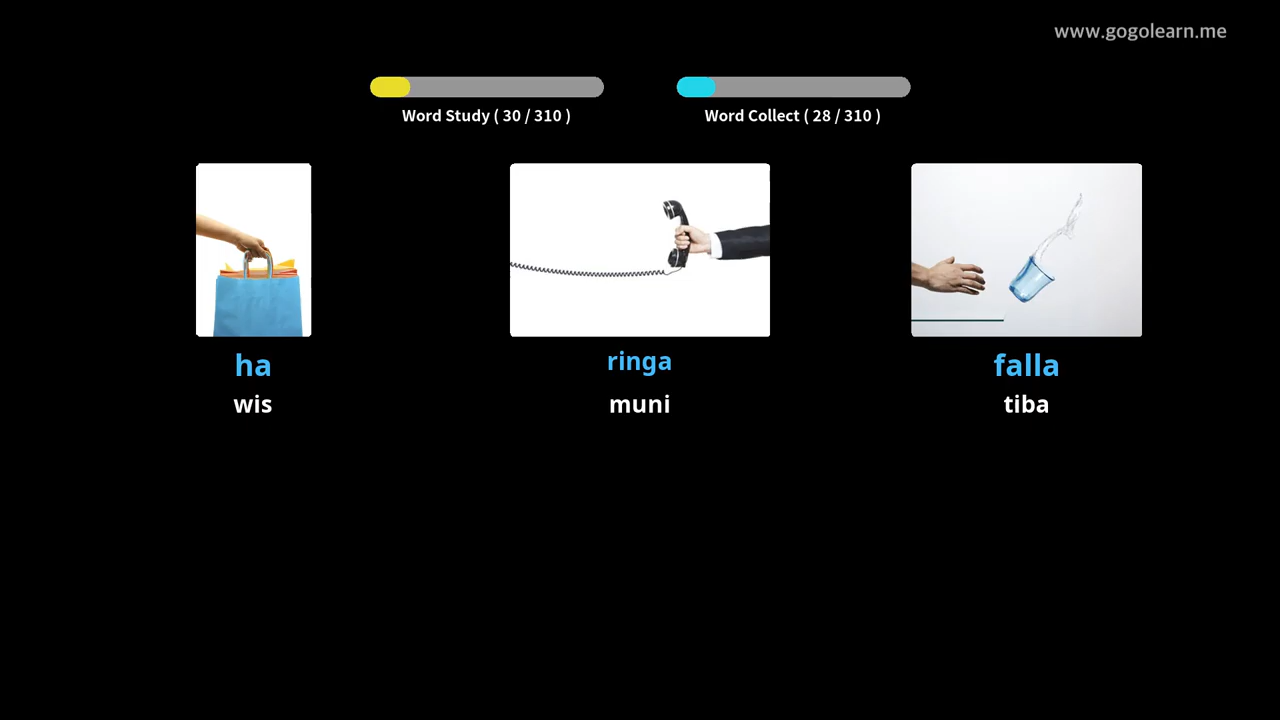 www.gogolearn.me
Word Study ( 30 / 310 )
Word Collect ( 28 / 310 )
ha
wis
ringa
muni
falla
tiba